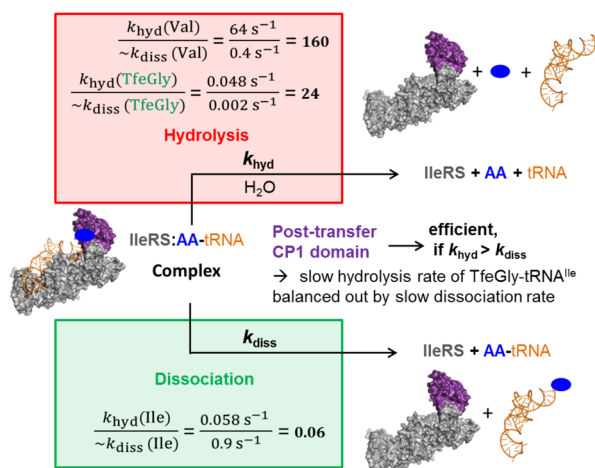 k_hyd(Val) / ~k_diss (Val) = 64 s⁻¹ / 0.4 s⁻¹ = 160
k_hyd(TfeGly) / ~k_diss (TfeGly) = 0.048 s⁻¹ / 0.002 s⁻¹ = 24
Hydrolysis
+ +
k_hyd
H₂O
IleRS + AA + tRNA
IleRS:AA-tRNA
Complex
Post-transfer
CP1 domain
efficient,
if k_hyd > k_diss
→ slow hydrolysis rate of TfeGly-tRNA^Ile
balanced out by slow dissociation rate
k_diss
IleRS + AA-tRNA
Dissociation
+
k_hyd(Ile) / ~k_diss (Ile) = 0.058 s⁻¹ / 0.9 s⁻¹ = 0.06